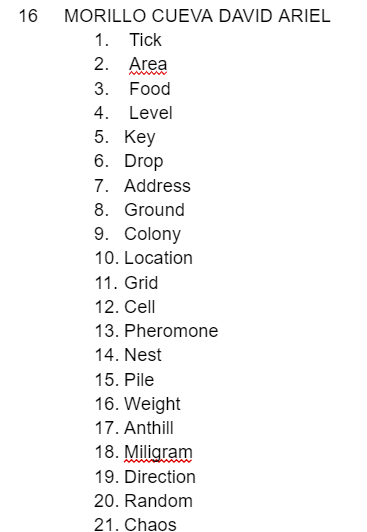 16 MORILLO CUEVA DAVID ARIEL
1. Tick
2. Area
3. Food
4. Level
5. Key
6. Drop
7. Address
8. Ground
9. Colony
10. Location
11. Grid
12. Cell
13. Pheromone
14. Nest
15. Pile
16. Weight
17. Anthill
18. Miligram
19. Direction
20. Random
21. Chaos